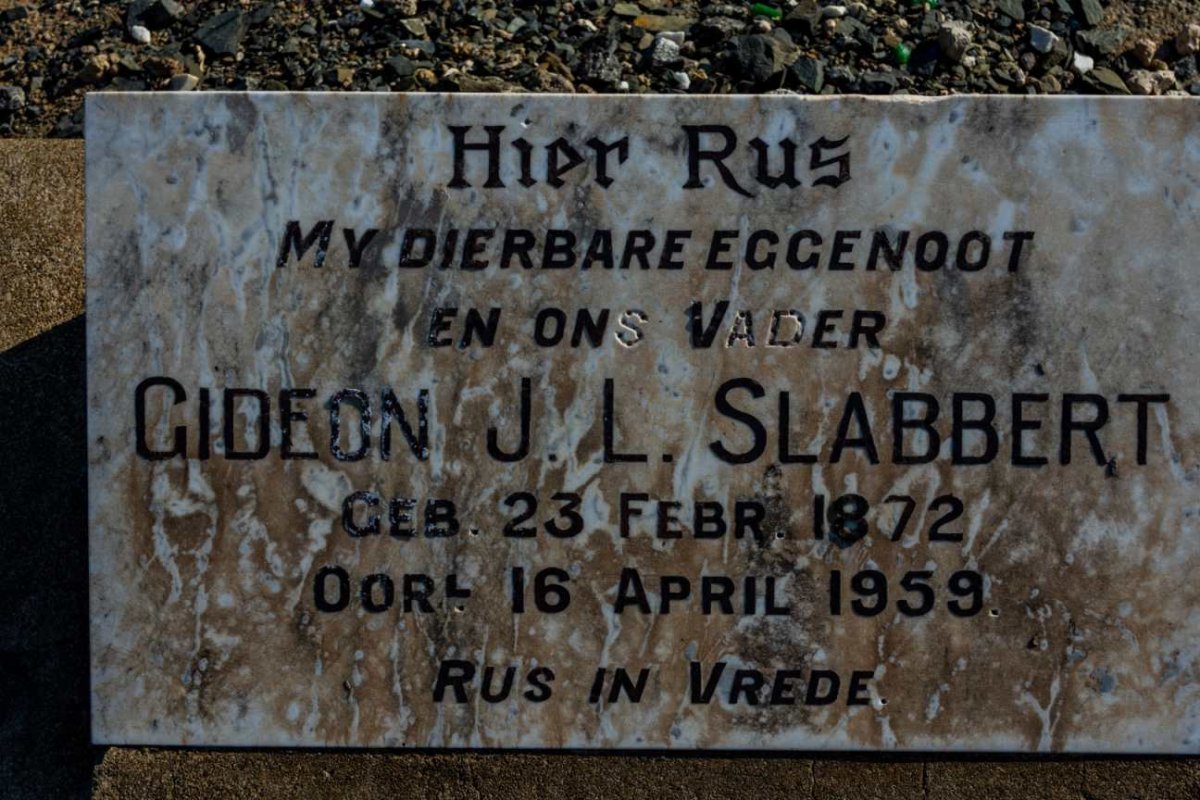 Hier Rus
MY DIERBARE EGGENOOT
EN ONS VADER
GIDEON J. L. SLABBERT
GEB. 23 FEBR. 1872
OORL. 16 APRIL 1959.
RUS IN VREDE.